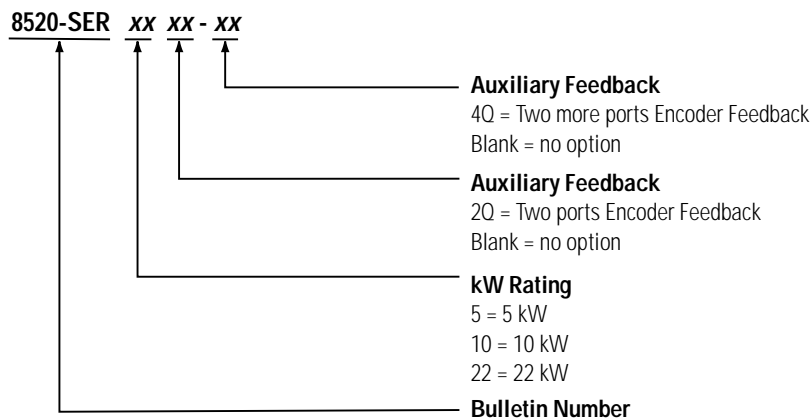 8520-SER xx xx - xx
Auxiliary Feedback
4Q = Two more ports Encoder Feedback
Blank = no option
Auxiliary Feedback
2Q = Two ports Encoder Feedback
Blank = no option
kW Rating
5 = 5 kW
10 = 10 kW
22 = 22 kW
Bulletin Number